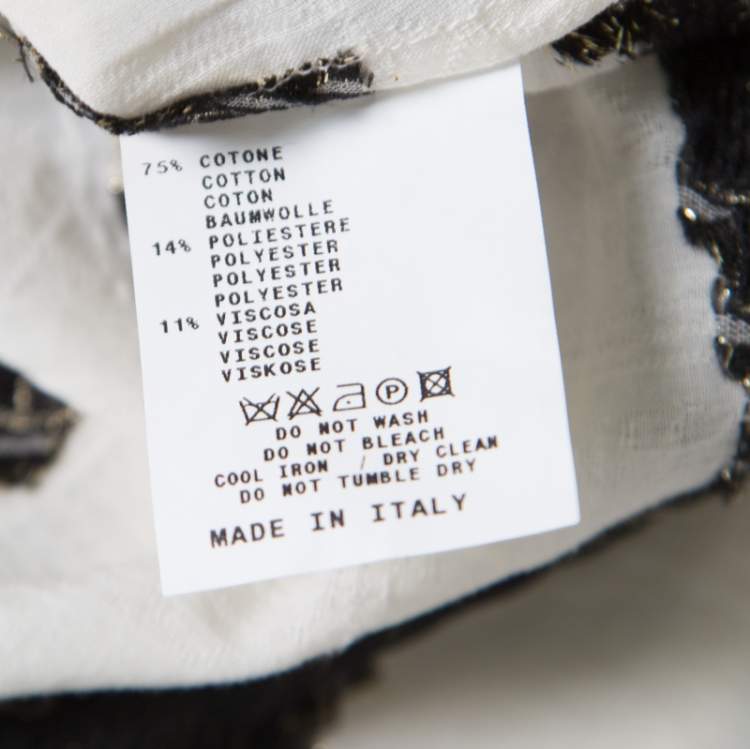 75% COTONE
COTTON
COTON
BAUMWOLLE
14% POLIESTERE
POLYESTER
POLYESTER
POLYESTER
11% VISCOSA
VISCOSE
VISCOSE
VISKOSE
P
DO NOT WASH
DO NOT BLEACH
COOL IRON / DRY CLEAN
DO NOT TUMBLE DRY
MADE IN ITALY